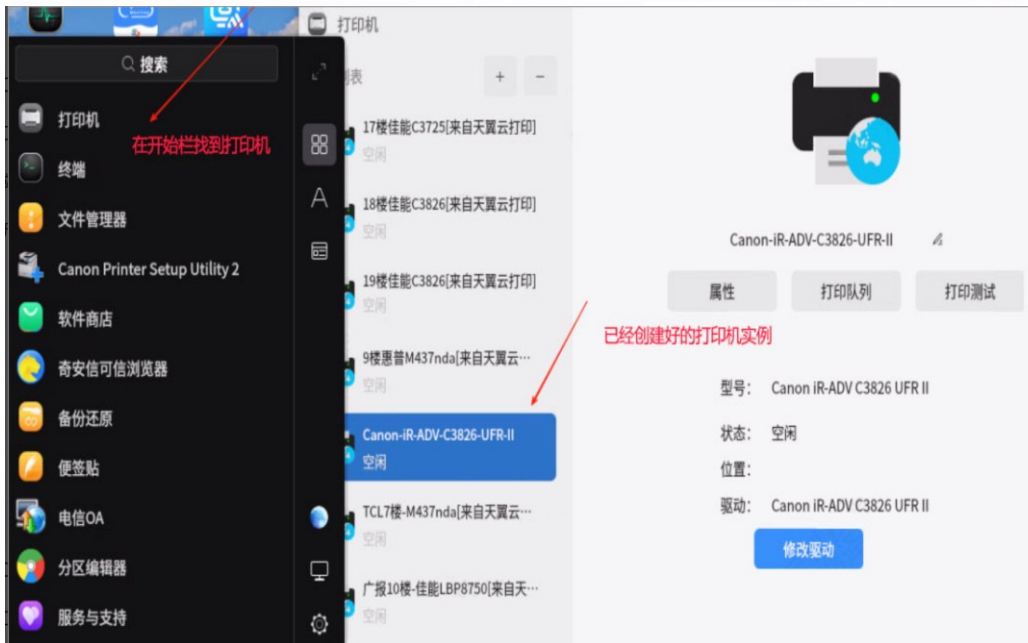 搜索
打印机
在开始栏找到打印机
终端
文件管理器
Canon Printer Setup Utility 2
软件商店
奇安信可信浏览器
备份还原
便签贴
电信OA
分区编辑器
服务与支持
打印机
列表
17楼佳能C3725[来自天翼云打印]
空闲
18楼佳能C3826[来自天翼云打印]
空闲
19楼佳能C3826[来自天翼云打印]
空闲
9楼惠普M437nda[来自天翼云…
空闲
Canon-iR-ADV-C3826-UFR-II
空闲
TCL7楼-M437nda[来自天翼云…
空闲
广报10楼-佳能LBP8750[来自天…
空闲
Canon-iR-ADV-C3826-UFR-II
属性 打印队列 打印测试
已经创建好的打印机实例
型号： Canon iR-ADV C3826 UFR II
状态： 空闲
位置：
驱动： Canon iR-ADV C3826 UFR II
修改驱动